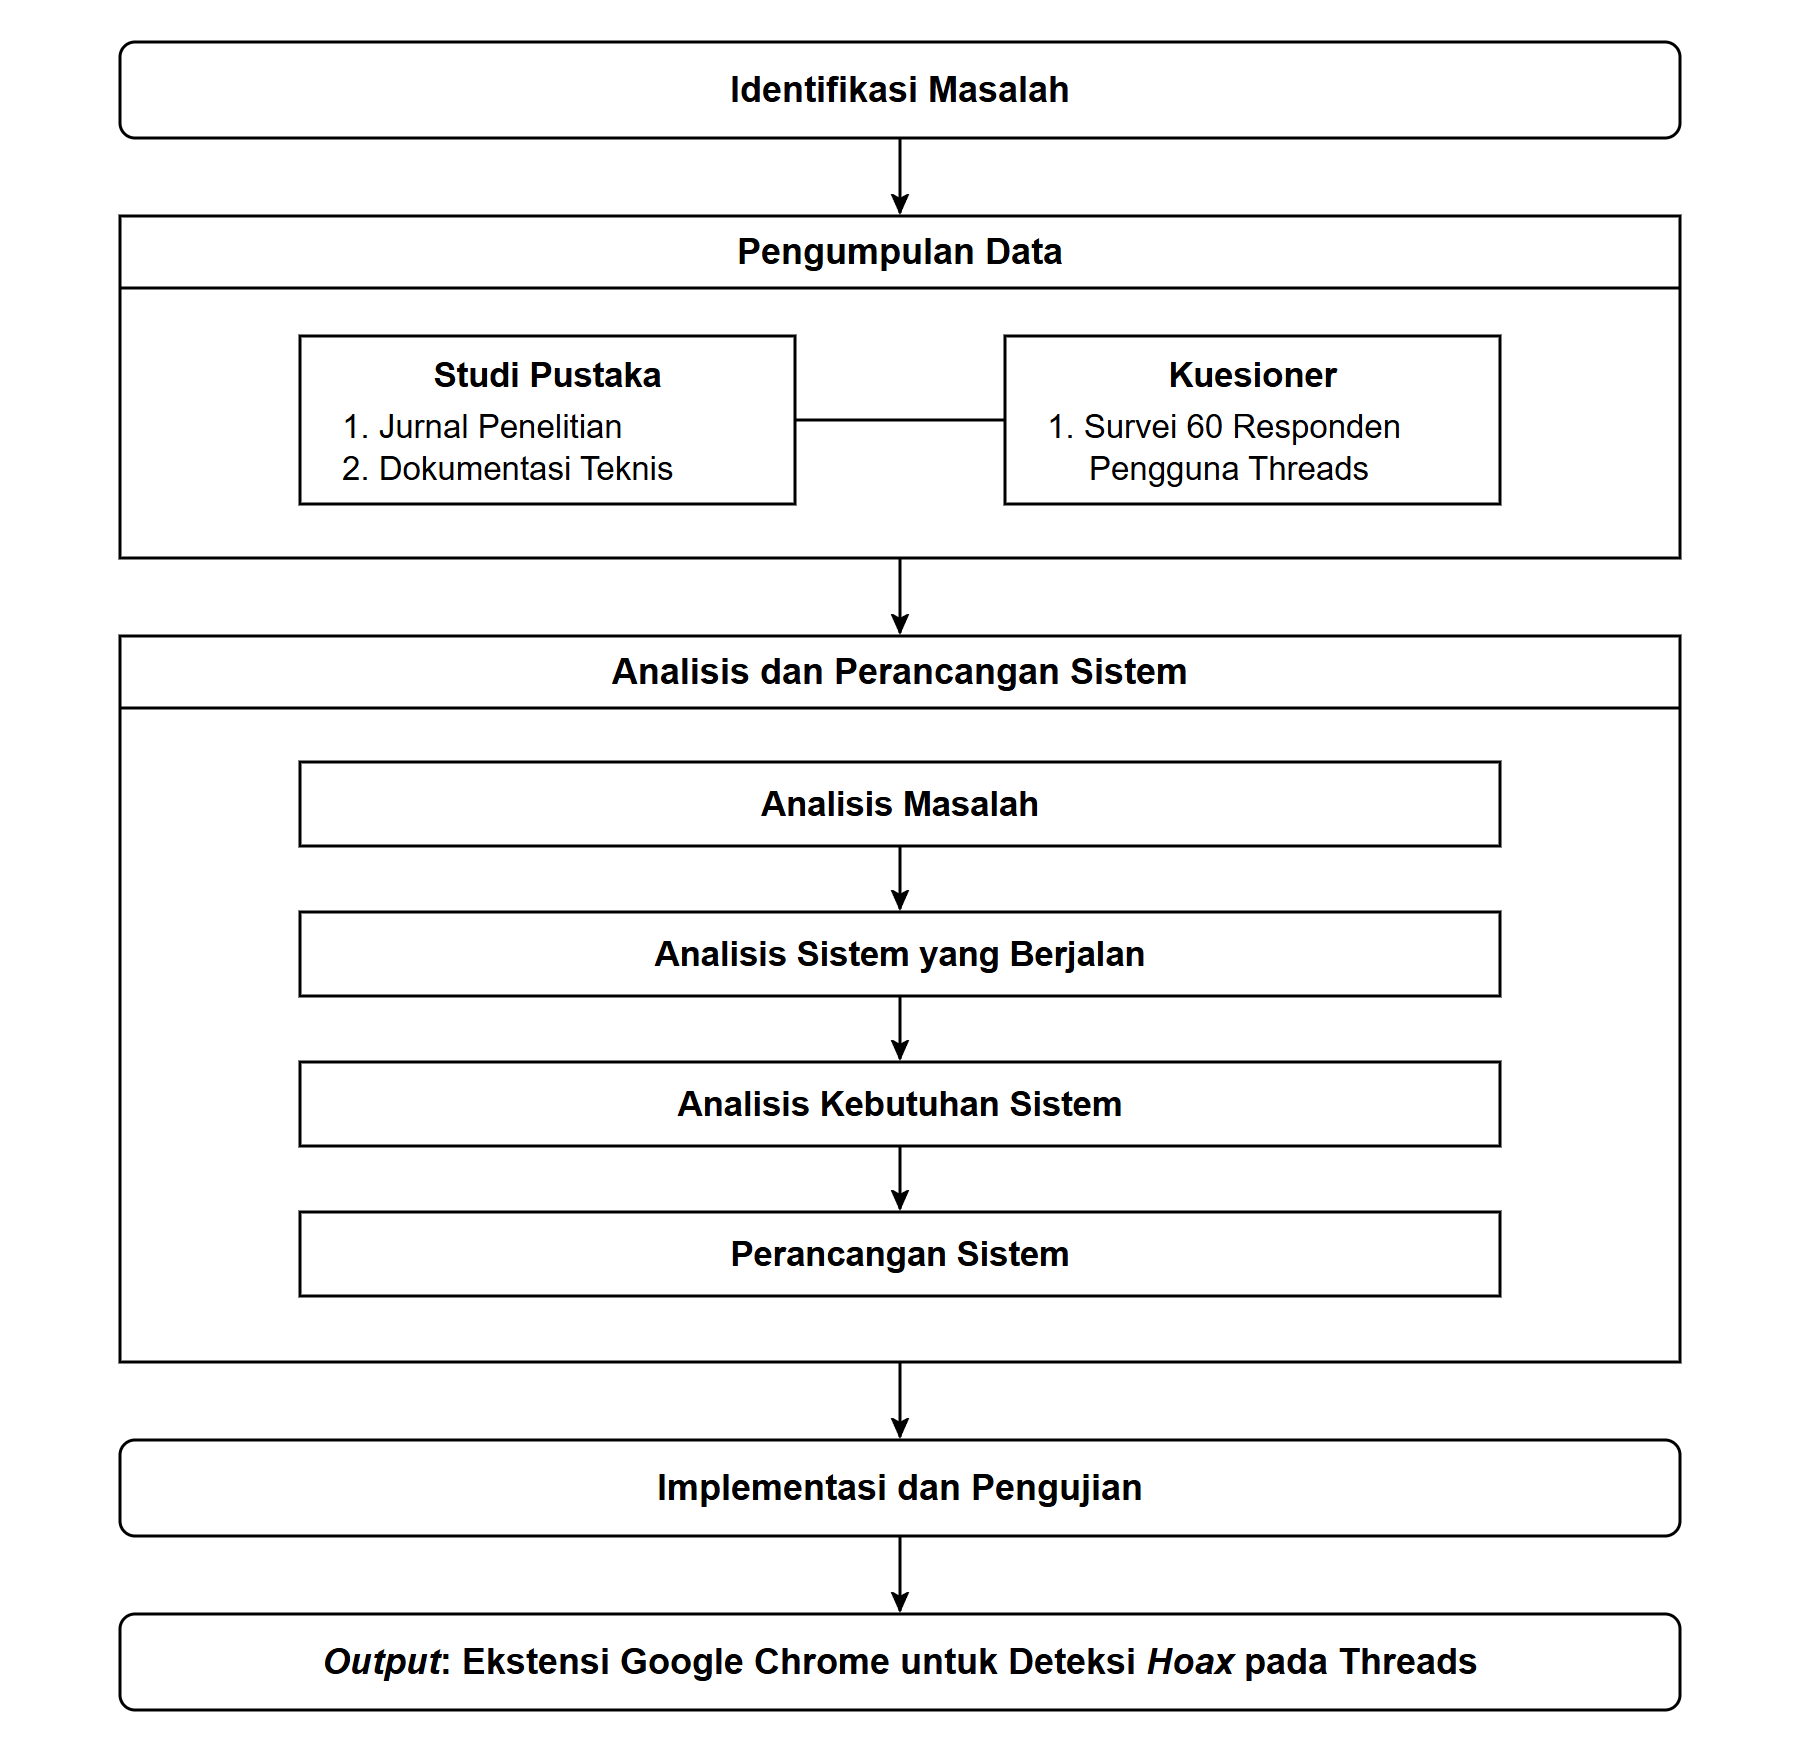 Identifikasi Masalah
Pengumpulan Data
Studi Pustaka
1. Jurnal Penelitian
2. Dokumentasi Teknis
Kuesioner
1. Survei 60 Responden
Pengguna Threads
Analisis dan Perancangan Sistem
Analisis Masalah
Analisis Sistem yang Berjalan
Analisis Kebutuhan Sistem
Perancangan Sistem
Implementasi dan Pengujian
Output: Ekstensi Google Chrome untuk Deteksi Hoax pada Threads